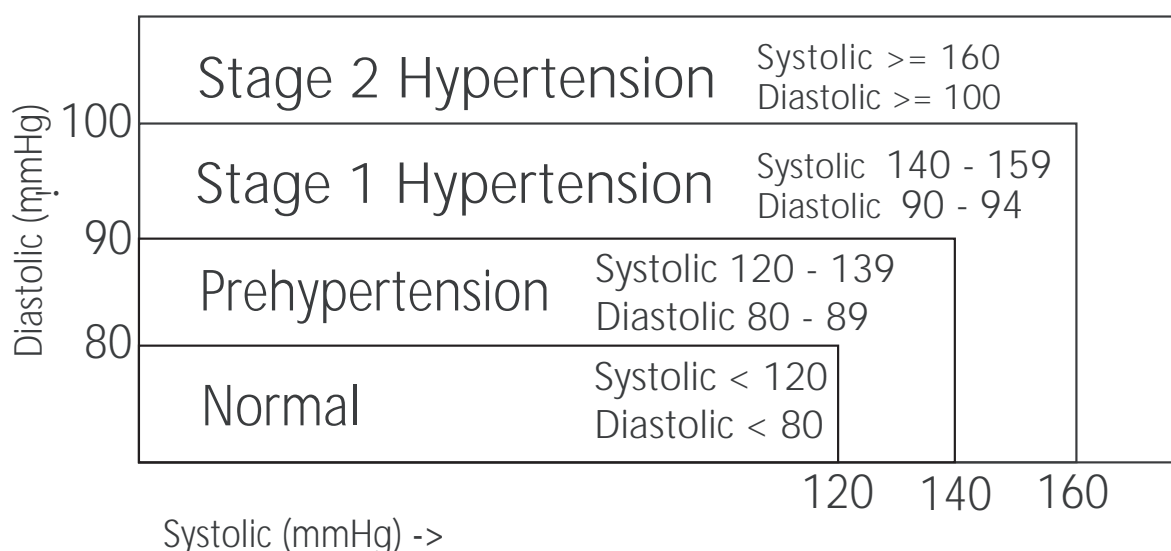 Stage 2 Hypertension
Systolic >= 160
Diastolic >= 100
100
Stage 1 Hypertension
Systolic 140 - 159
Diastolic 90 - 94
90
Prehypertension
Systolic 120 - 139
Diastolic 80 - 89
80
Normal
Systolic < 120
Diastolic < 80
Diastolic (mmHg)
120 140 160
Systolic (mmHg) ->